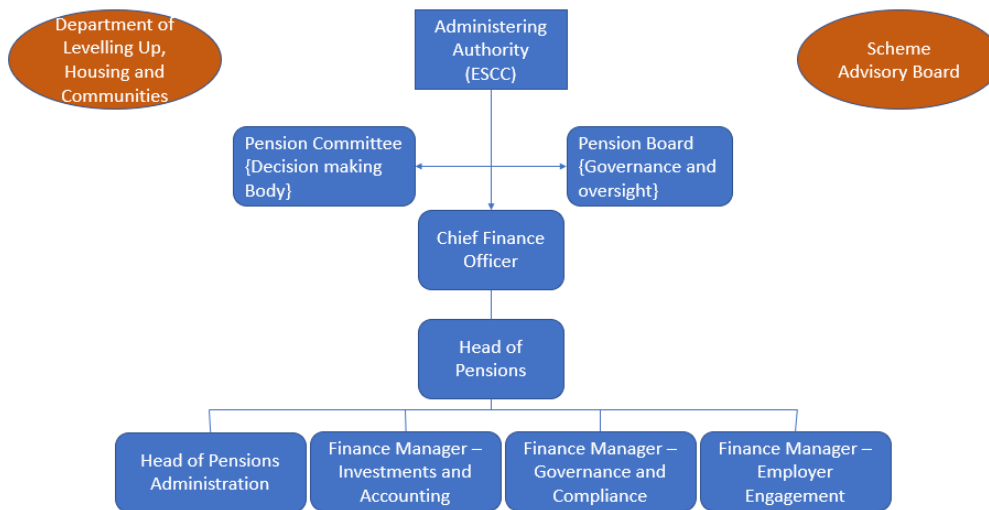 Department of
Levelling Up,
Housing and
Communities
Administering
Authority
(ESCC)
Scheme
Advisory Board
Pension Committee
{Decision making
Body}
Pension Board
{Governance and
oversight}
Chief Finance
Officer
Head of
Pensions
Head of Pensions
Administration
Finance Manager –
Investments and
Accounting
Finance Manager –
Governance and
Compliance
Finance Manager –
Employer
Engagement